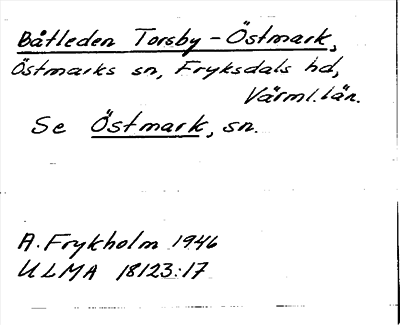 Båtleden Torsby - Östmark,
Östmarks sn, Fryksdals hd,
Värml. län.
Se Östmark, sn.
A. Frykholm 1946
ULMA 18123:17